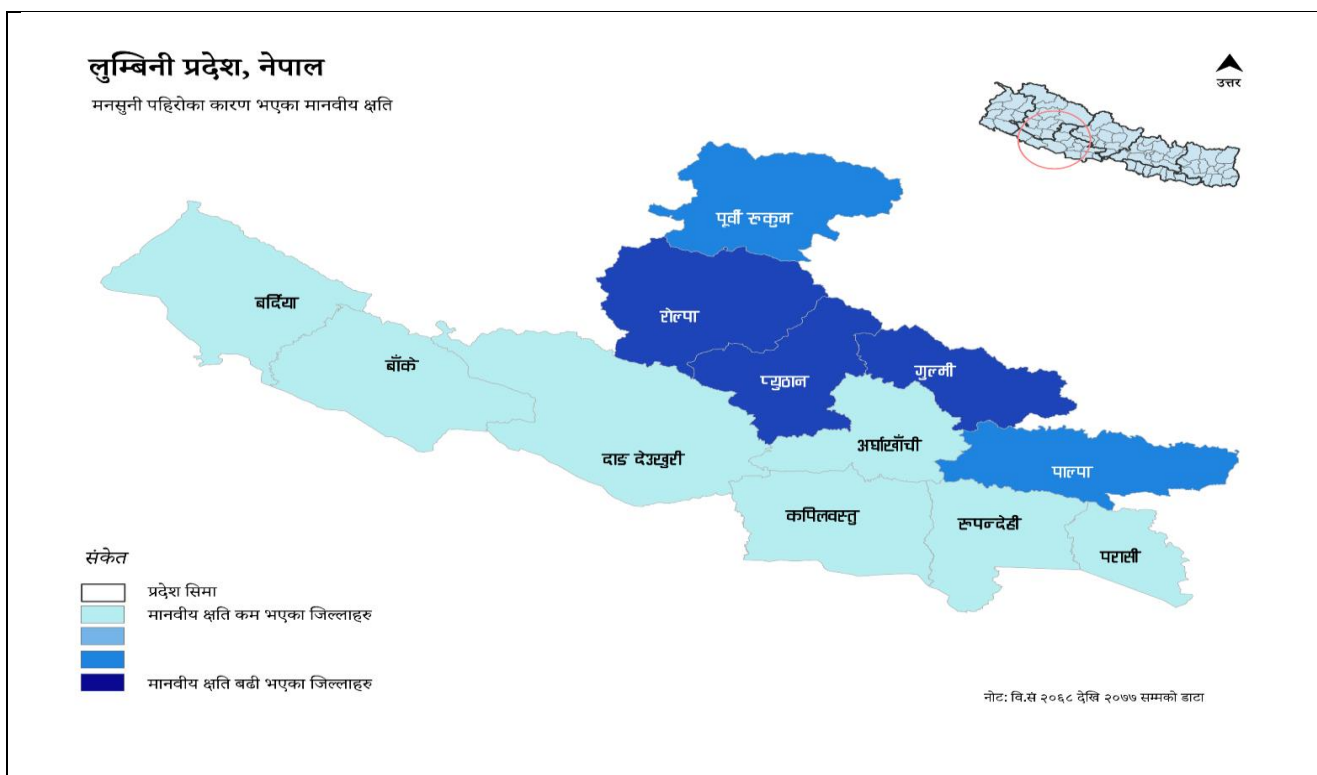 लुम्बिनी प्रदेश, नेपाल
मनसुनी पहिरोका कारण भएका मानवीय क्षति
उत्तर
पूर्वी रुकुम
रोल्पा
बर्दिया
बाँके
प्युठान
गुल्मी
दाङ देउखुरी
अर्घाखाँची
पाल्पा
कपिलवस्तु
रुपन्देही
परासी
संकेत
प्रदेश सिमा
मानवीय क्षति कम भएका जिल्लाहरु
मानवीय क्षति बढी भएका जिल्लाहरु
नोट: वि.सं २०६८ देखि २०७७ सम्मको डाटा